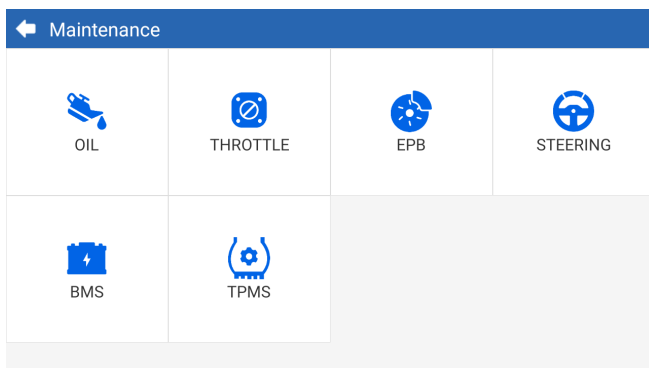 Maintenance
OIL
THROTTLE
EPB
STEERING
BMS
TPMS